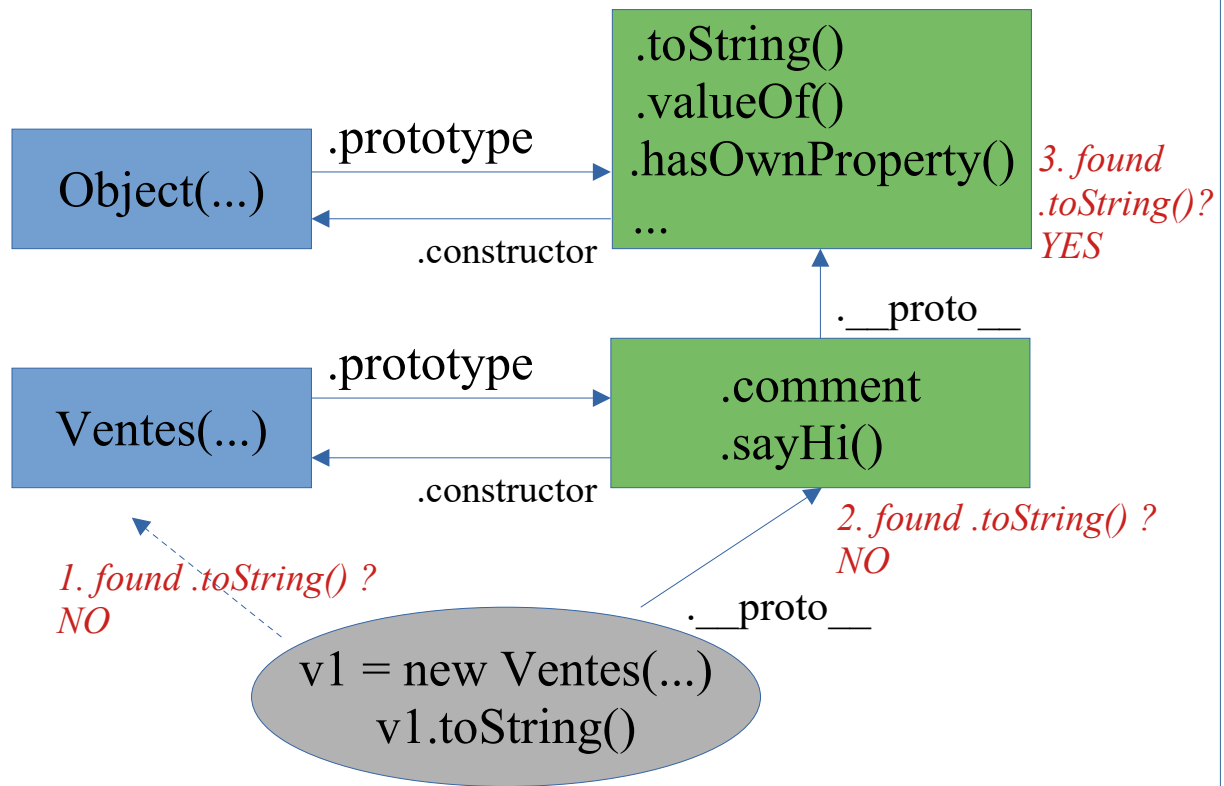 .toString()
.valueOf()
.hasOwnProperty()
...
.prototype
Object(...)
3. found
.toString()?
YES
.constructor
.__proto__
.prototype
.comment
.sayHi()
Ventes(...)
.constructor
2. found .toString() ?
NO
1. found .toString() ?
NO
.__proto__
v1 = new Ventes(...)
v1.toString()